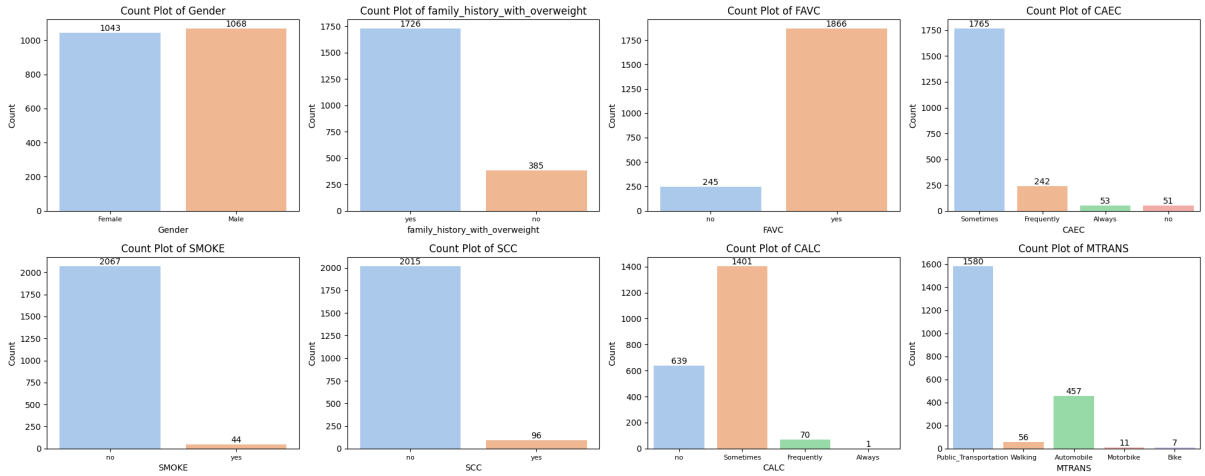 Count Plot of Gender
1043
1068
1000
800
600
400
200
0
Count
Female
Male
Gender
Count Plot of family_history_with_overweight
1726
385
1750
1500
1250
1000
750
500
250
0
Count
yes
no
family_history_with_overweight
Count Plot of FAVC
1866
245
1750
1500
1250
1000
750
500
250
0
Count
no
yes
FAVC
Count Plot of CAEC
1765
242
53
51
1750
1500
1250
1000
750
500
250
0
Count
Sometimes
Frequently
Always
no
CAEC
Count Plot of SMOKE
2067
44
2000
1750
1500
1250
1000
750
500
250
0
Count
no
yes
SMOKE
Count Plot of SCC
2015
96
2000
1750
1500
1250
1000
750
500
250
0
Count
no
yes
SCC
Count Plot of CALC
639
1401
70
1
1400
1200
1000
800
600
400
200
0
Count
no
Sometimes
Frequently
Always
CALC
Count Plot of MTRANS
1580
56
457
11
7
1600
1400
1200
1000
800
600
400
200
0
Count
Public_Transportation
Walking
Automobile
Motorbike
Bike
MTRANS